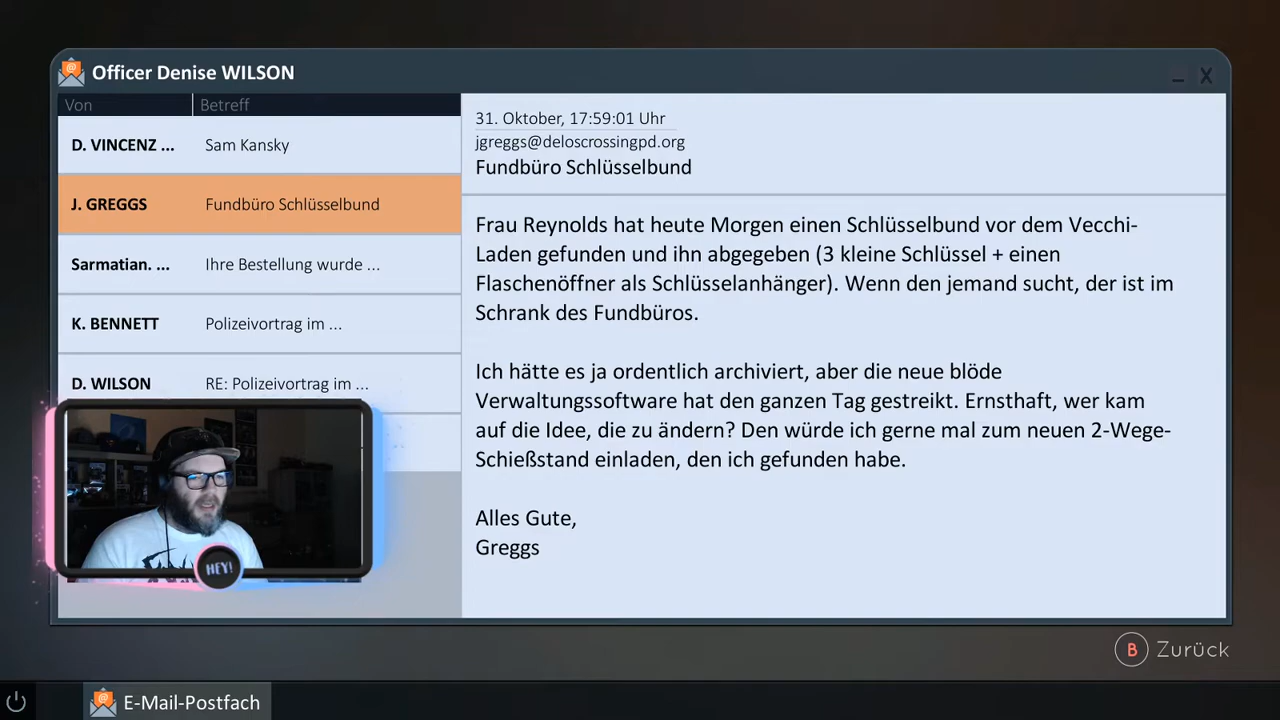 Officer Denise WILSON
Von Betreff
D. VINCENZ ... Sam Kansky
J. GREGGS Fundbüro Schlüsselbund
Sarmatian. ... Ihre Bestellung wurde ...
K. BENNETT Polizeivortrag im ...
D. WILSON RE: Polizeivortrag im ...
31. Oktober, 17:59:01 Uhr
jgreggs@deloscrossingpd.org
Fundbüro Schlüsselbund
Frau Reynolds hat heute Morgen einen Schlüsselbund vor dem Vecchi-
Laden gefunden und ihn abgegeben (3 kleine Schlüssel + einen
Flaschenöffner als Schlüsselanhänger). Wenn den jemand sucht, der ist im
Schrank des Fundbüros.
Ich hätte es ja ordentlich archiviert, aber die neue blöde
Verwaltungssoftware hat den ganzen Tag gestreikt. Ernsthaft, wer kam
auf die Idee, die zu ändern? Den würde ich gerne mal zum neuen 2-Wege-
Schießstand einladen, den ich gefunden habe.
Alles Gute,
Greggs
HEY!
B Zurück
E-Mail-Postfach